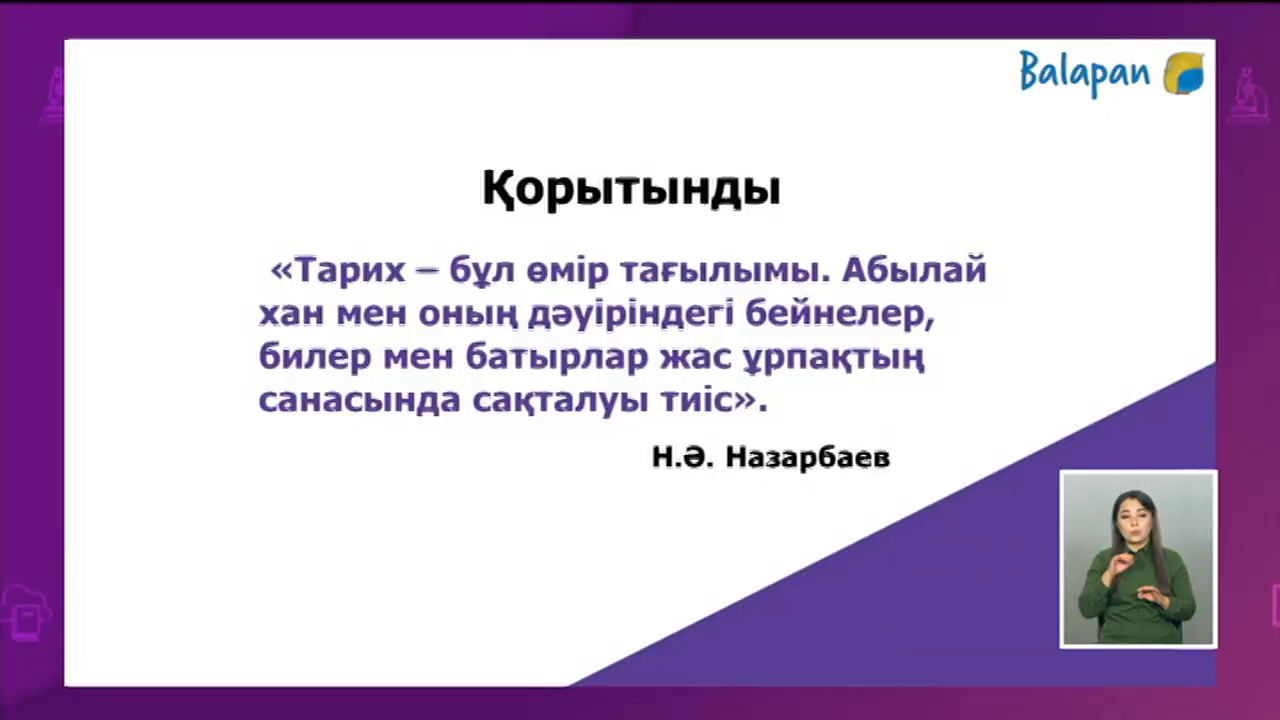 Balapan
Қорытынды
«Тарих – бұл өмір тағылымы. Абылай
хан мен оның дәуіріндегі бейнелер,
билер мен батырлар жас ұрпақтың
санасында сақталуы тиіс».
Н.Ә. Назарбаев